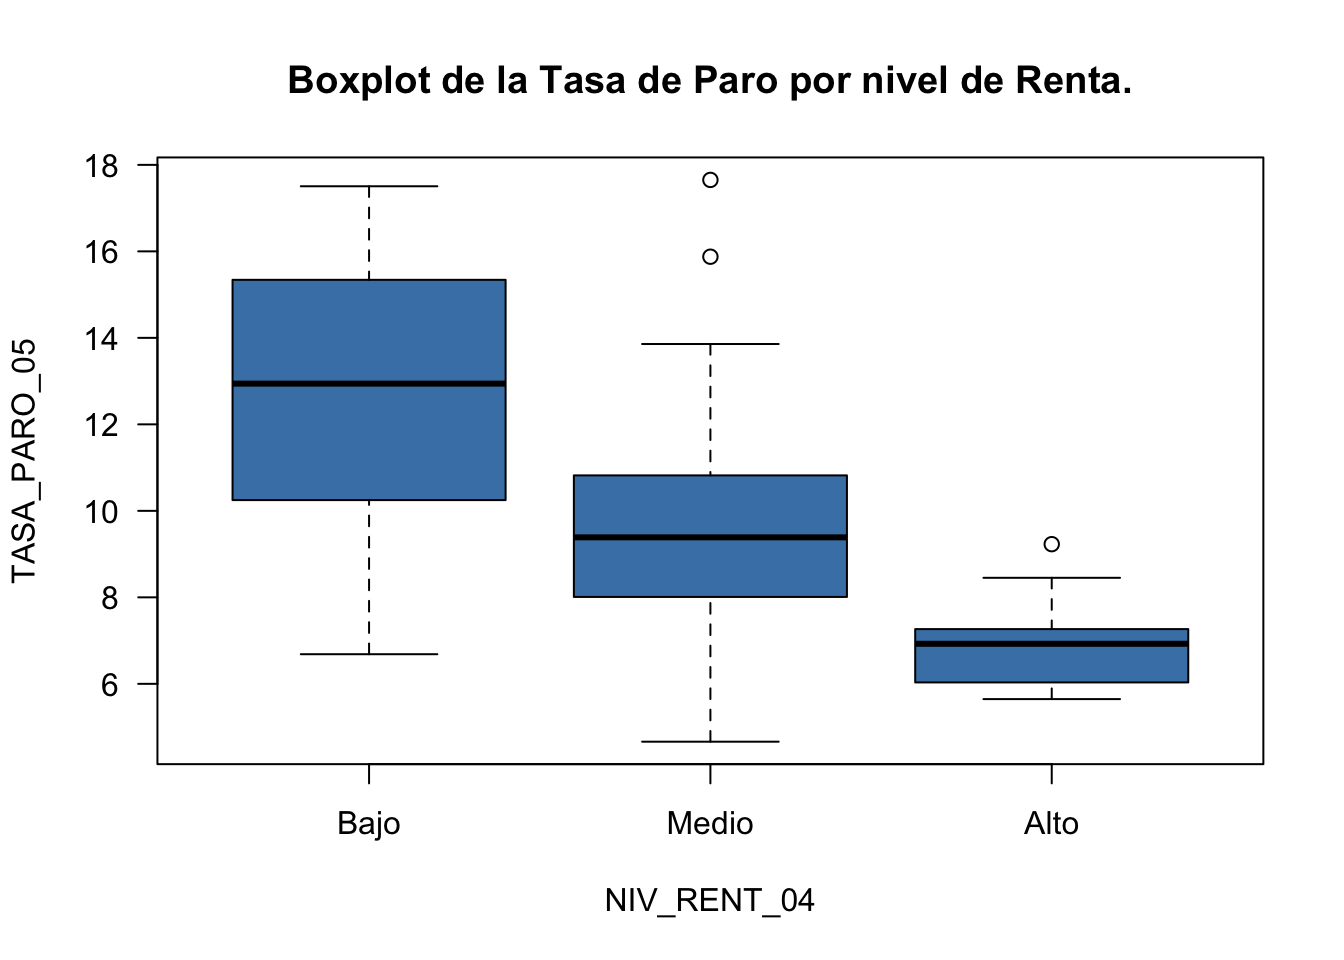 Boxplot de la Tasa de Paro por nivel de Renta.
TASA_PARO_05
18
16
14
12
10
8
6
Bajo
Medio
Alto
NIV_RENT_04